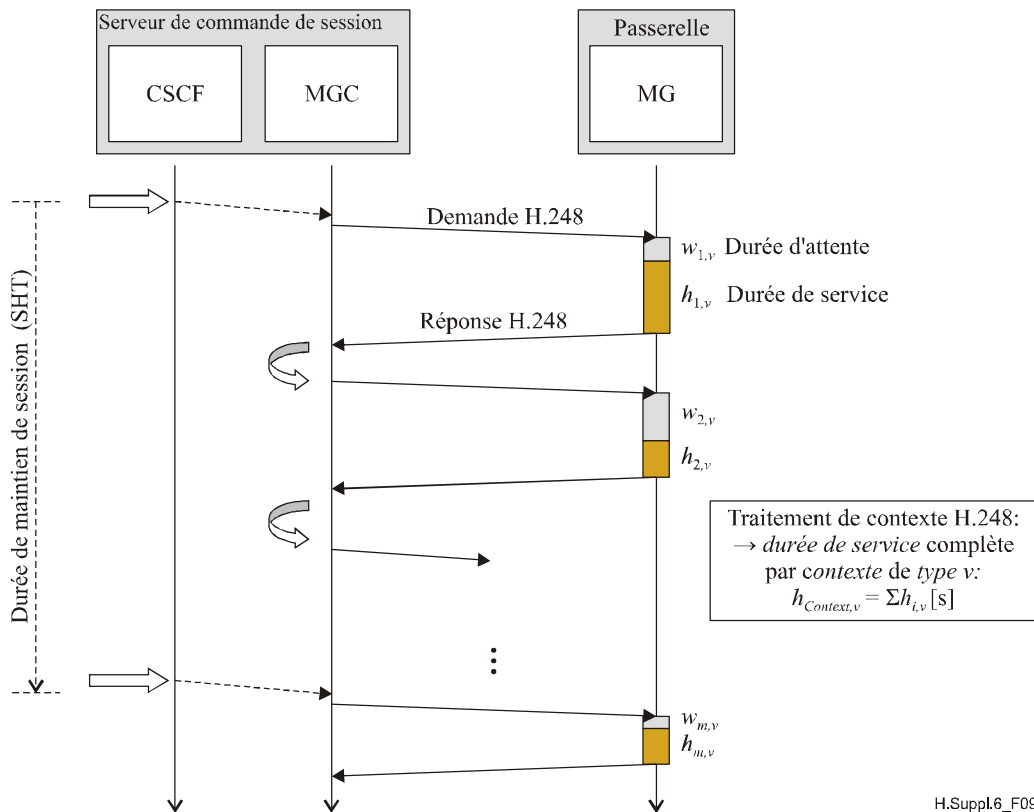 Serveur de commande de session
Passerelle
CSCF
MGC
MG
Durée de maintien de session (SHT)
Demande H.248
w1,v Durée d'attente
h1,v Durée de service
Réponse H.248
w2,v
h2,v
Traitement de contexte H.248:
→ durée de service complète
par contexte de type v:
hContext,v = Σhi,v [s]
⋮
wm,v
hm,v
H.Suppl.6_F09